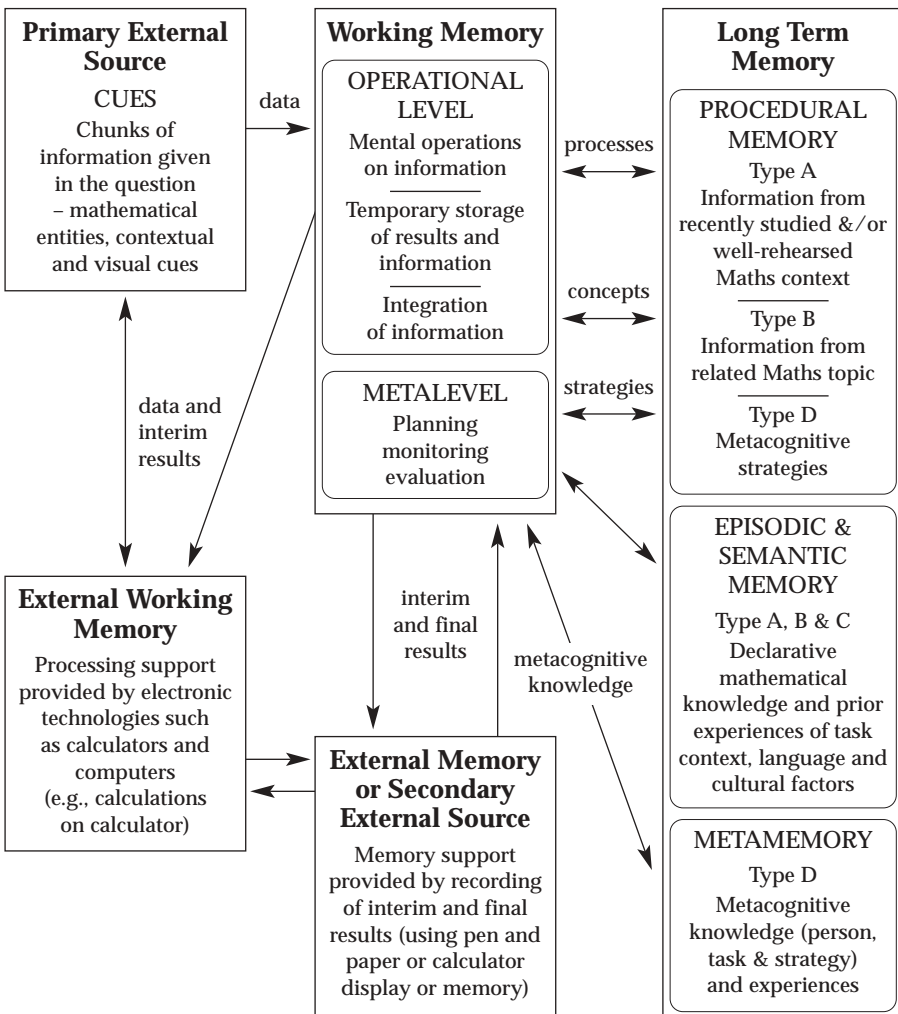 Primary External
Source
CUES
Chunks of
information given
in the question
– mathematical
entities, contextual
and visual cues
data
Working Memory
OPERATIONAL
LEVEL
Mental operations
on information
Temporary storage
of results and
information
Integration
of information
METALEVEL
Planning
monitoring
evaluation
processes
concepts
strategies
Long Term
Memory
PROCEDURAL
MEMORY
Type A
Information from
recently studied &/or
well-rehearsed
Maths context
Type B
Information from
related Maths topic
Type D
Metacognitive
strategies
EPISODIC &
SEMANTIC
MEMORY
Type A, B & C
Declarative
mathematical
knowledge and prior
experiences of task
context, language and
cultural factors
METAMEMORY
Type D
Metacognitive
knowledge (person,
task & strategy)
and experiences
data and
interim
results
External Working
Memory
Processing support
provided by electronic
technologies such
as calculators and
computers
(e.g., calculations
on calculator)
interim
and final
results
metacognitive
knowledge
External Memory
or Secondary
External Source
Memory support
provided by recording
of interim and final
results (using pen and
paper or calculator
display or memory)